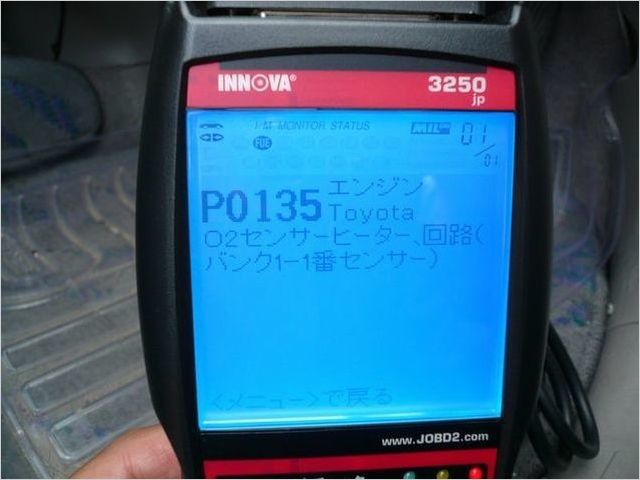 INNOVA®
3250
jp
I/M MONITOR STATUS
MIL
01
/
01
FUE
P0135
エンジン
Toyota
O2センサーヒーター、回路(
バンク1-1番センサー)
<メニュー>で戻る
www.JOBD2.com